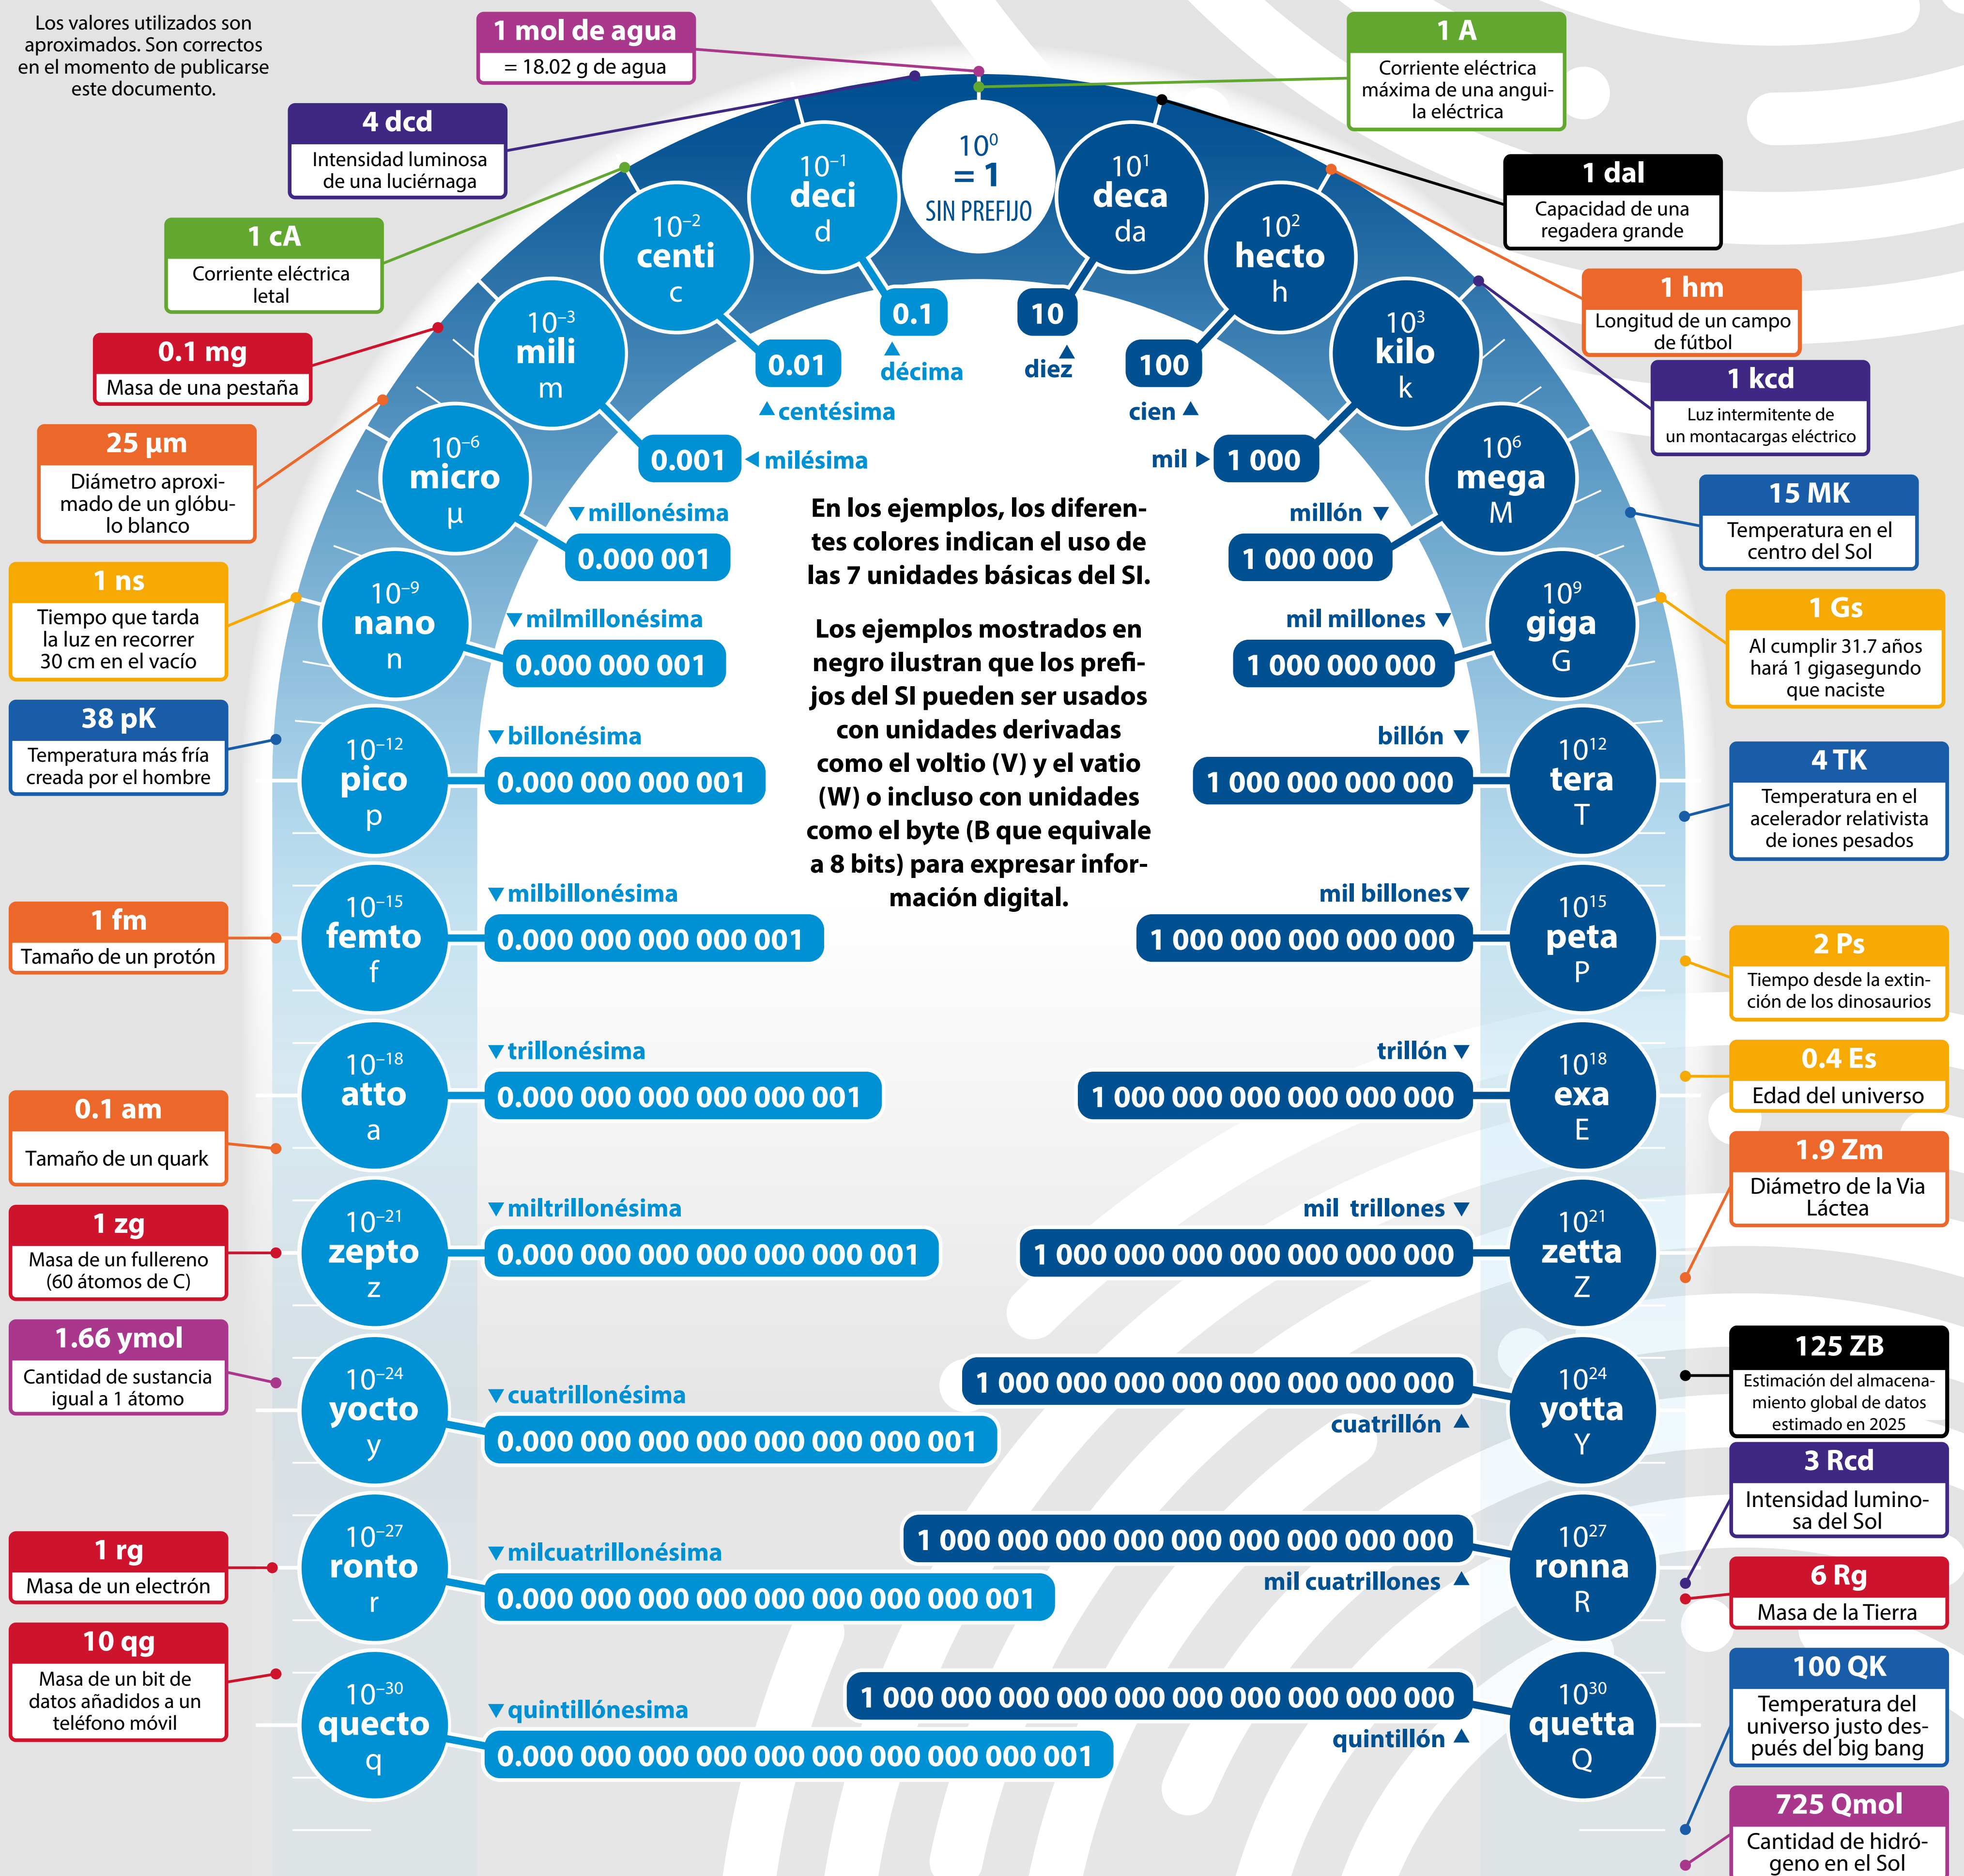 Los valores utilizados son
aproximados. Son correctos
en el momento de publicarse
este documento.
1 mol de agua
= 18.02 g de agua
4 dcd
Intensidad luminosa
de una luciérnaga
1 cA
Corriente eléctrica
letal
0.1 mg
Masa de una pestaña
25 µm
Diámetro aproxi-
mado de un glóbu-
lo blanco
1 ns
Tiempo que tarda
la luz en recorrer
30 cm en el vacío
38 pK
Temperatura más fría
creada por el hombre
1 fm
Tamaño de un protón
0.1 am
Tamaño de un quark
1 zg
Masa de un fullereno
(60 átomos de C)
1.66 ymol
Cantidad de sustancia
igual a 1 átomo
1 rg
Masa de un electrón
10 qg
Masa de un bit de
datos añadidos a un
teléfono móvil
10⁰
= 1
SIN PREFIJO
10⁻¹
deci
d
0.1
décima
10⁻²
centi
c
0.01
centésima
10⁻³
mili
m
0.001
milésima
10⁻⁶
micro
µ
millonésima
0.000 001
10⁻⁹
nano
n
milmillonésima
0.000 000 001
10⁻¹²
pico
p
billonésima
0.000 000 000 001
10⁻¹⁵
femto
f
milbillonésima
0.000 000 000 000 001
10⁻¹⁸
atto
a
trillonésima
0.000 000 000 000 000 001
10⁻²¹
zepto
z
miltrillonésima
0.000 000 000 000 000 000 001
10⁻²⁴
yocto
y
cuatrillonésima
0.000 000 000 000 000 000 000 001
10⁻²⁷
ronto
r
milcuatrillonésima
0.000 000 000 000 000 000 000 000 001
10⁻³⁰
quecto
q
quintillónesima
0.000 000 000 000 000 000 000 000 000 001
En los ejemplos, los diferen-
tes colores indican el uso de
las 7 unidades básicas del SI.
Los ejemplos mostrados en
negro ilustran que los prefi-
jos del SI pueden ser usados
con unidades derivadas
como el voltio (V) y el vatio
(W) o incluso con unidades
como el byte (B que equivale
a 8 bits) para expresar infor-
mación digital.
10¹
deca
da
10
diez
10²
hecto
h
100
cien
10³
kilo
k
mil
1 000
10⁶
mega
M
millón
1 000 000
10⁹
giga
G
mil millones
1 000 000 000
10¹²
tera
T
billón
1 000 000 000 000
10¹⁵
peta
P
mil billones
1 000 000 000 000 000
10¹⁸
exa
E
trillón
1 000 000 000 000 000 000
10²¹
zetta
Z
mil trillones
1 000 000 000 000 000 000 000
10²⁴
yotta
Y
1 000 000 000 000 000 000 000 000
cuatrillón
10²⁷
ronna
R
1 000 000 000 000 000 000 000 000 000
mil cuatrillones
10³⁰
quetta
Q
1 000 000 000 000 000 000 000 000 000 000
quintillón
1 A
Corriente eléctrica
máxima de una angui-
la eléctrica
1 dal
Capacidad de una
regadera grande
1 hm
Longitud de un campo
de fútbol
1 kcd
Luz intermitente de
un montacargas eléctrico
15 MK
Temperatura en el
centro del Sol
1 Gs
Al cumplir 31.7 años
hará 1 gigasegundo
que naciste
4 TK
Temperatura en el
acelerador relativista
de iones pesados
2 Ps
Tiempo desde la extin-
ción de los dinosaurios
0.4 Es
Edad del universo
1.9 Zm
Diámetro de la Via
Láctea
125 ZB
Estimación del almacena-
miento global de datos
estimado en 2025
3 Rcd
Intensidad lumino-
sa del Sol
6 Rg
Masa de la Tierra
100 QK
Temperatura del
universo justo des-
pués del big bang
725 Qmol
Cantidad de hidró-
geno en el Sol